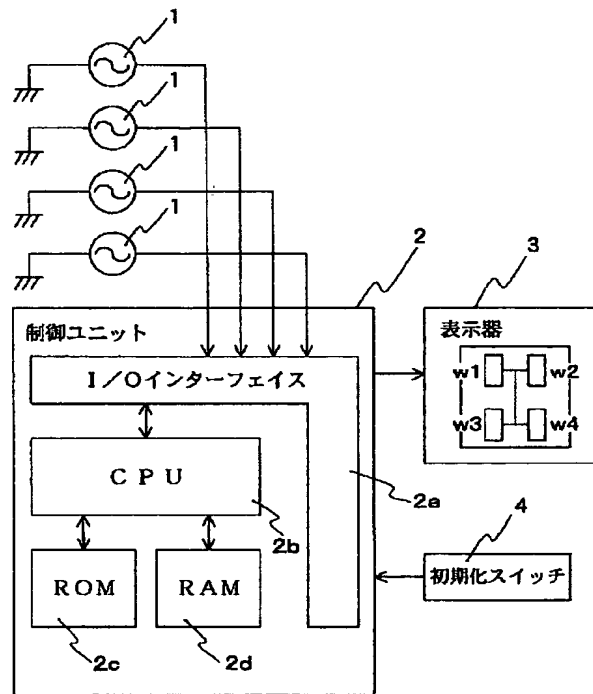 1
1
1
1
2
3
制御ユニット
表示器
I/Oインターフェイス
w1
w2
w3
w4
CPU
2a
2b
4
初期化スイッチ
ROM
RAM
2c
2d